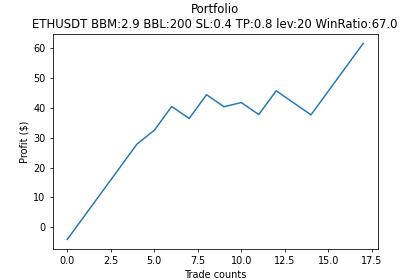 Portfolio
ETHUSDT BBM:2.9 BBL:200 SL:0.4 TP:0.8 lev:20 WinRatio:67.0
60
50
40
30
20
10
0
Profit ($)
0.0 2.5 5.0 7.5 10.0 12.5 15.0 17.5
Trade counts